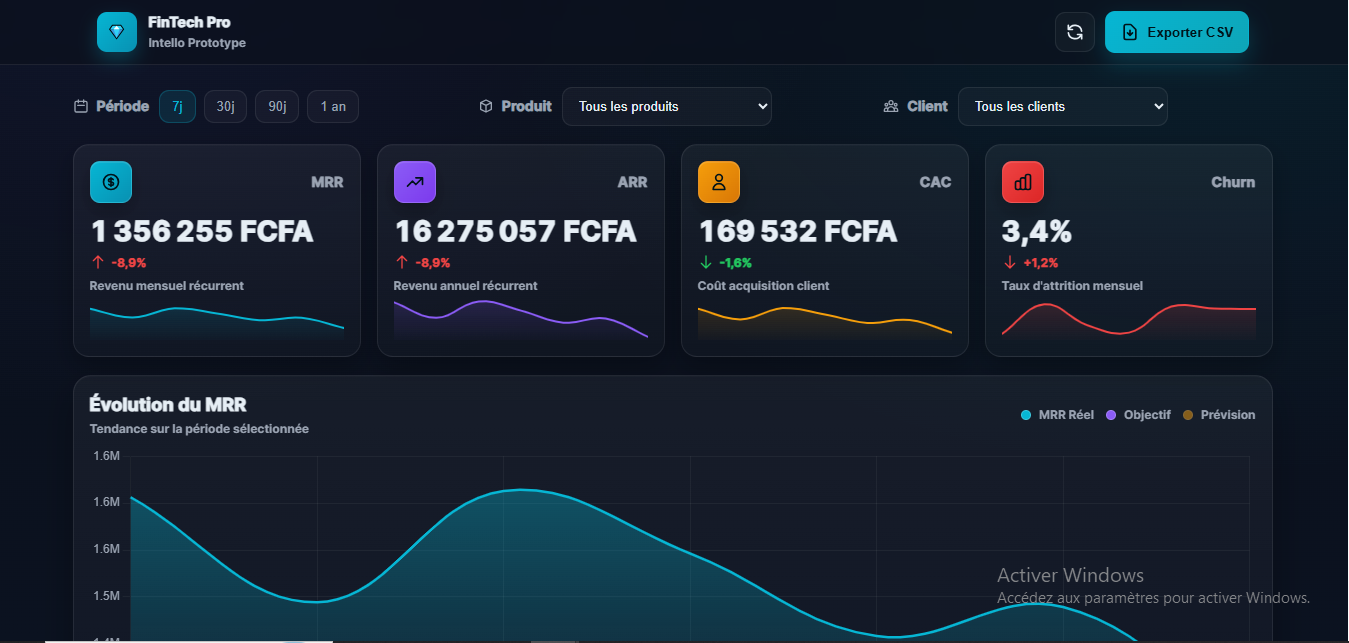 FinTech Pro
Intello Prototype
Exporter CSV
Période 7j 30j 90j 1 an Produit Tous les produits Client Tous les clients
MRR ARR CAC Churn
1 356 255 FCFA 16 275 057 FCFA 169 532 FCFA 3,4%
↑ -8,9% ↑ -8,9% ↓ -1,6% ↓ +1,2%
Revenu mensuel récurrent Revenu annuel récurrent Coût acquisition client Taux d'attrition mensuel
Évolution du MRR
Tendance sur la période sélectionnée
MRR Réel Objectif Prévision
1.6M
1.6M
1.6M
1.5M
1.4M
Activer Windows
Accédez aux paramètres pour activer Windows.